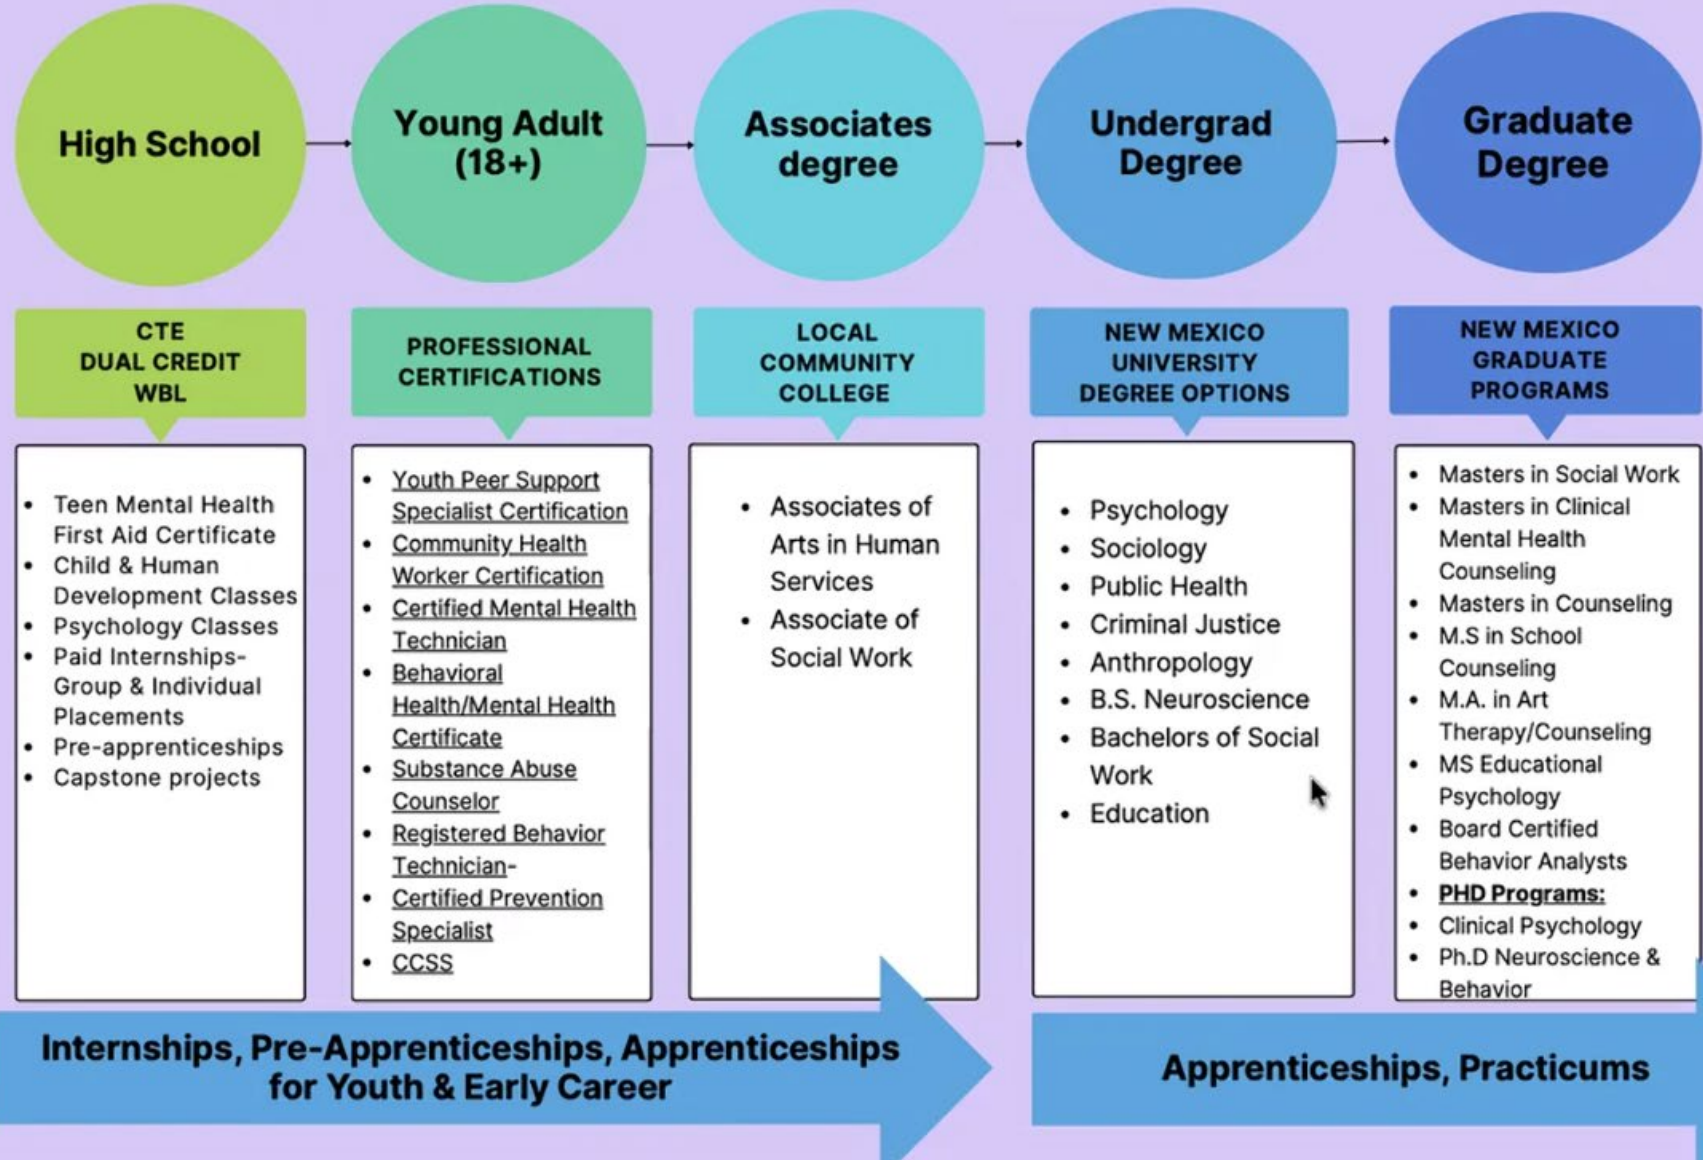 High School
Young Adult
(18+)
Associates
degree
Undergrad
Degree
Graduate
Degree
CTE
DUAL CREDIT
WBL
PROFESSIONAL
CERTIFICATIONS
LOCAL
COMMUNITY
COLLEGE
NEW MEXICO
UNIVERSITY
DEGREE OPTIONS
NEW MEXICO
GRADUATE
PROGRAMS
• Teen Mental Health
First Aid Certificate
• Child & Human
Development Classes
• Psychology Classes
• Paid Internships-
Group & Individual
Placements
• Pre-apprenticeships
• Capstone projects
• Youth Peer Support
Specialist Certification
• Community Health
Worker Certification
• Certified Mental Health
Technician
• Behavioral
Health/Mental Health
Certificate
• Substance Abuse
Counselor
• Registered Behavior
Technician-
• Certified Prevention
Specialist
• CCSS
• Associates of
Arts in Human
Services
• Associate of
Social Work
• Psychology
• Sociology
• Public Health
• Criminal Justice
• Anthropology
• B.S. Neuroscience
• Bachelors of Social
Work
• Education
• Masters in Social Work
• Masters in Clinical
Mental Health
Counseling
• Masters in Counseling
• M.S in School
Counseling
• M.A. in Art
Therapy/Counseling
• MS Educational
Psychology
• Board Certified
Behavior Analysts
• PHD Programs:
• Clinical Psychology
• Ph.D Neuroscience &
Behavior
Internships, Pre-Apprenticeships, Apprenticeships
for Youth & Early Career
Apprenticeships, Practicums